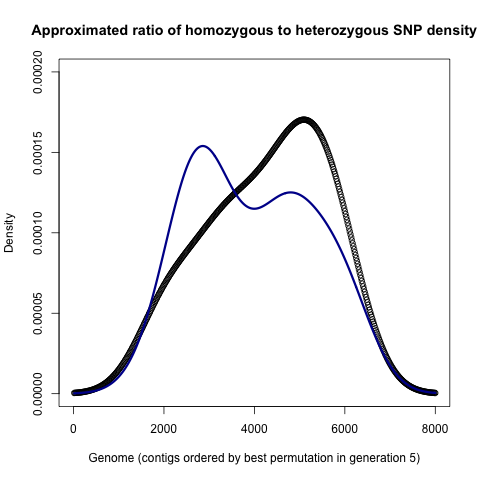 Approximated ratio of homozygous to heterozygous SNP density
0.00020
0.00015
0.00010
0.00005
0.00000
Density
0 2000 4000 6000 8000
Genome (contigs ordered by best permutation in generation 5)